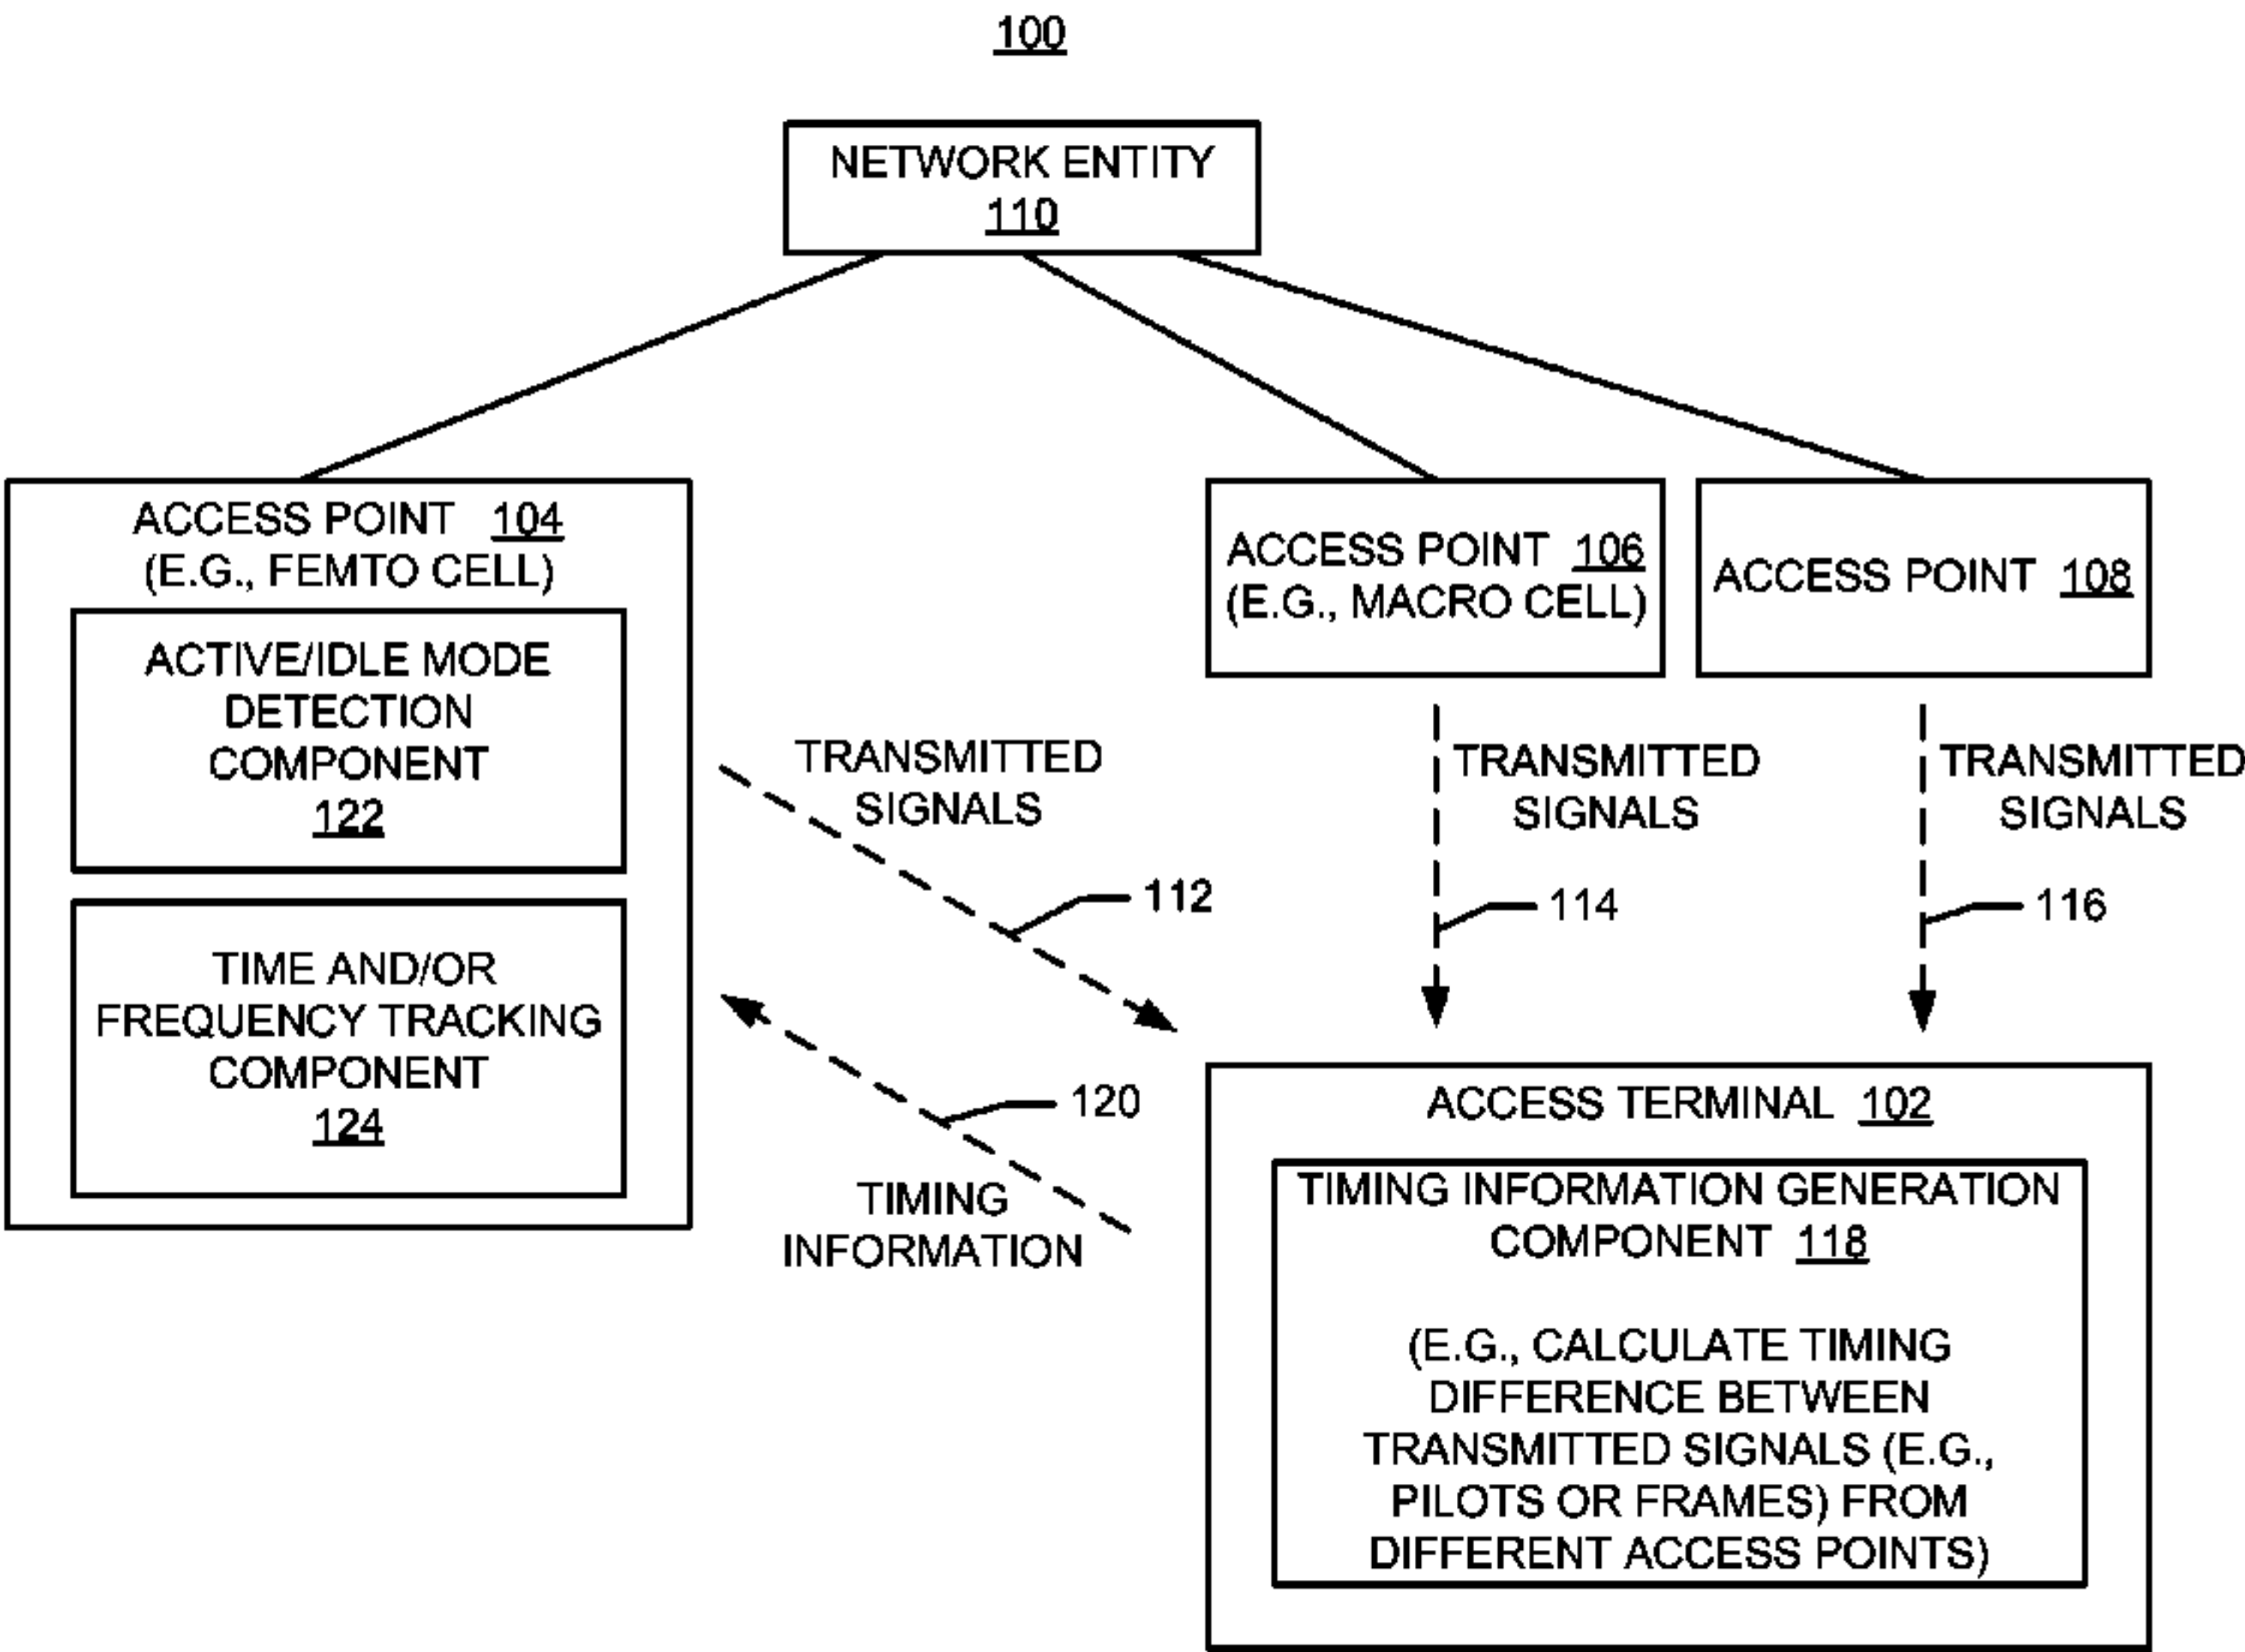 100
NETWORK ENTITY
110
ACCESS POINT 104
(E.G., FEMTO CELL)
ACTIVE/IDLE MODE
DETECTION
COMPONENT
122
TIME AND/OR
FREQUENCY TRACKING
COMPONENT
124
ACCESS POINT 106
(E.G., MACRO CELL)
ACCESS POINT 108
TRANSMITTED
SIGNALS
112
TRANSMITTED
SIGNALS
114
TRANSMITTED
SIGNALS
116
120
TIMING
INFORMATION
ACCESS TERMINAL 102
TIMING INFORMATION GENERATION
COMPONENT 118
(E.G., CALCULATE TIMING
DIFFERENCE BETWEEN
TRANSMITTED SIGNALS (E.G.,
PILOTS OR FRAMES) FROM
DIFFERENT ACCESS POINTS)